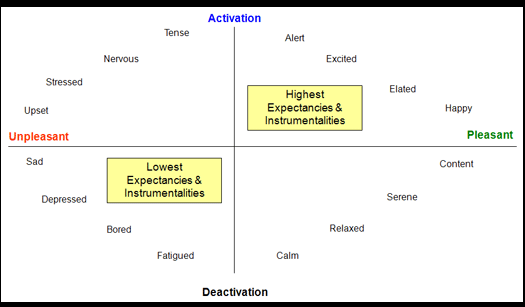 Activation
Tense
Alert
Nervous
Excited
Stressed
Elated
Highest
Expectancies &
Instrumentalities
Upset
Happy
Unpleasant
Pleasant
Sad
Content
Lowest
Expectancies &
Instrumentalities
Depressed
Serene
Bored
Relaxed
Fatigued
Calm
Deactivation